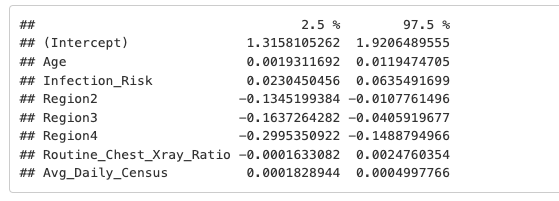 ##                                 2.5 %        97.5 %
## (Intercept)              1.3158105262  1.9206489555
## Age                      0.0019311692  0.0119474705
## Infection_Risk           0.0230450456  0.0635491699
## Region2                 -0.1345199384 -0.0107761496
## Region3                 -0.1637264282 -0.0405919677
## Region4                 -0.2995350922 -0.1488794966
## Routine_Chest_Xray_Ratio -0.0001633082  0.0024760354
## Avg_Daily_Census         0.0001828944  0.0004997766